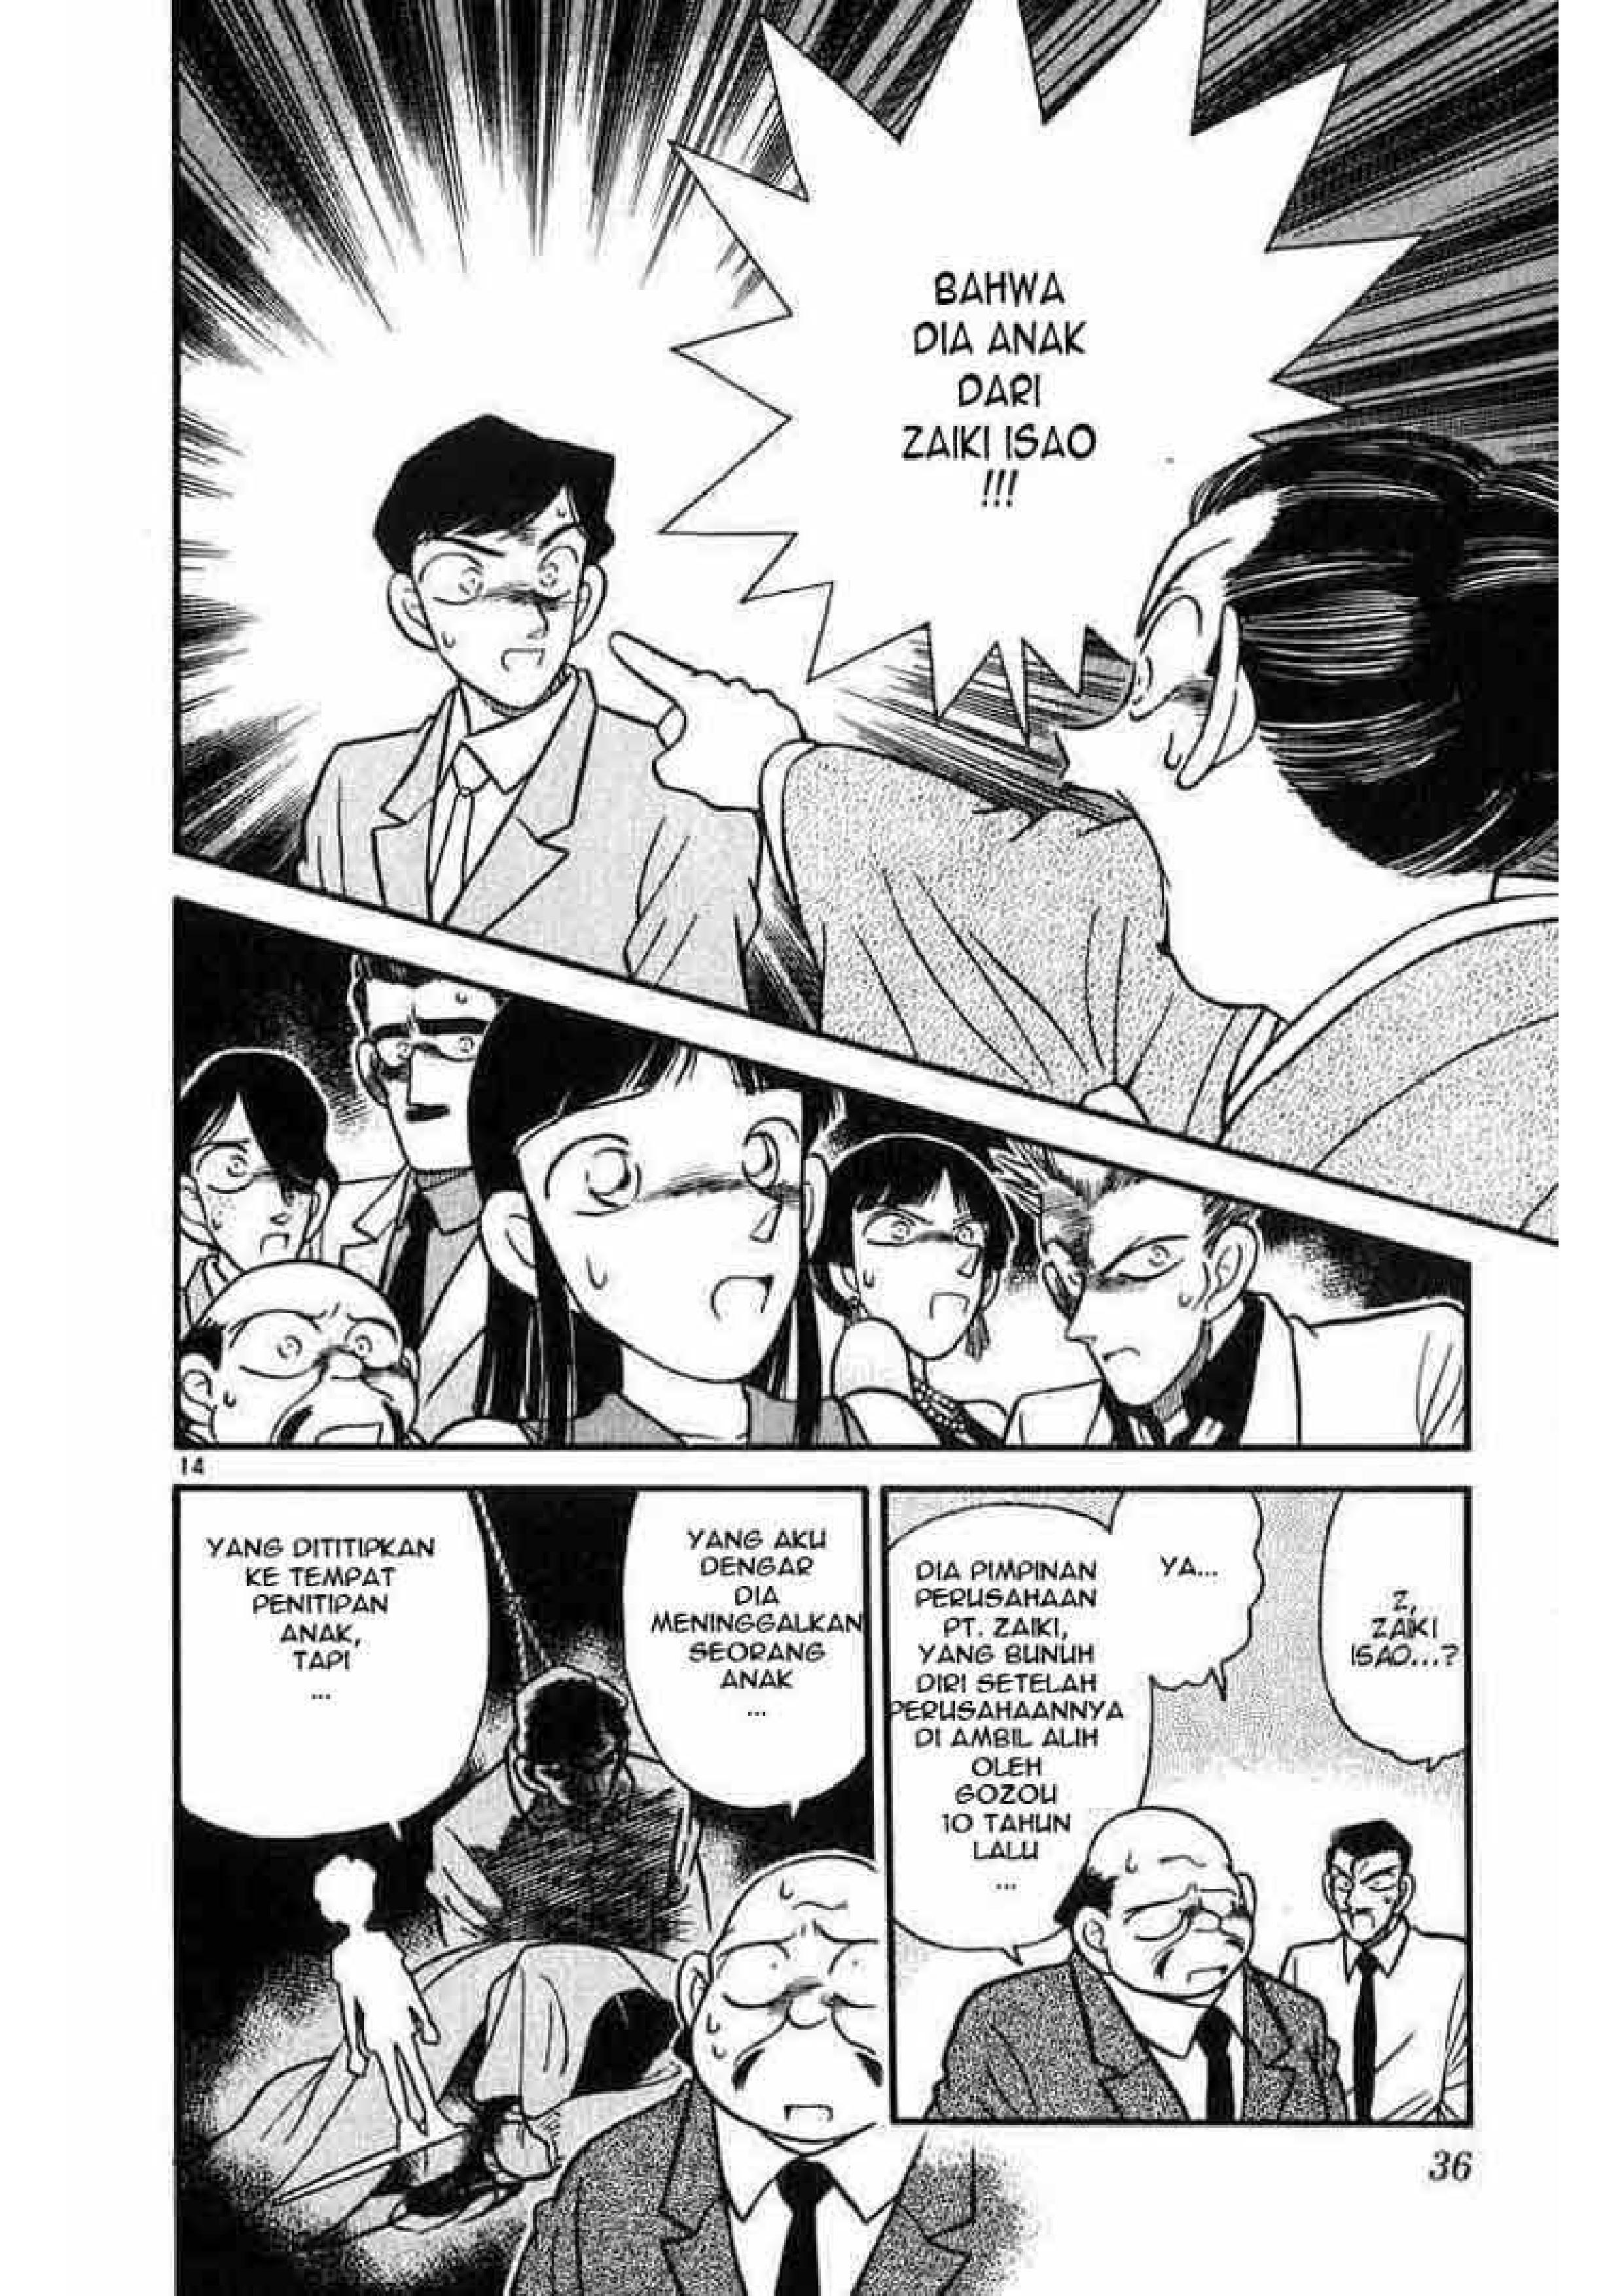 BAHWA
DIA ANAK
DARI
ZAIKI ISAO
!!!
14
Z,
ZAIKI
ISAO...?
YA...
DIA PIMPINAN
PERUSAHAAN
PT. ZAIKI,
YANG BUNUH
DIRI SETELAH
PERUSAHAANNYA
DI AMBIL ALIH
OLEH
GOZOU
10 TAHUN
LALU
...
YANG AKU
DENGAR
DIA
MENINGGALKAN
SEORANG
ANAK
...
YANG DITITIPKAN
KE TEMPAT
PENITIPAN
ANAK,
TAPI
...
36